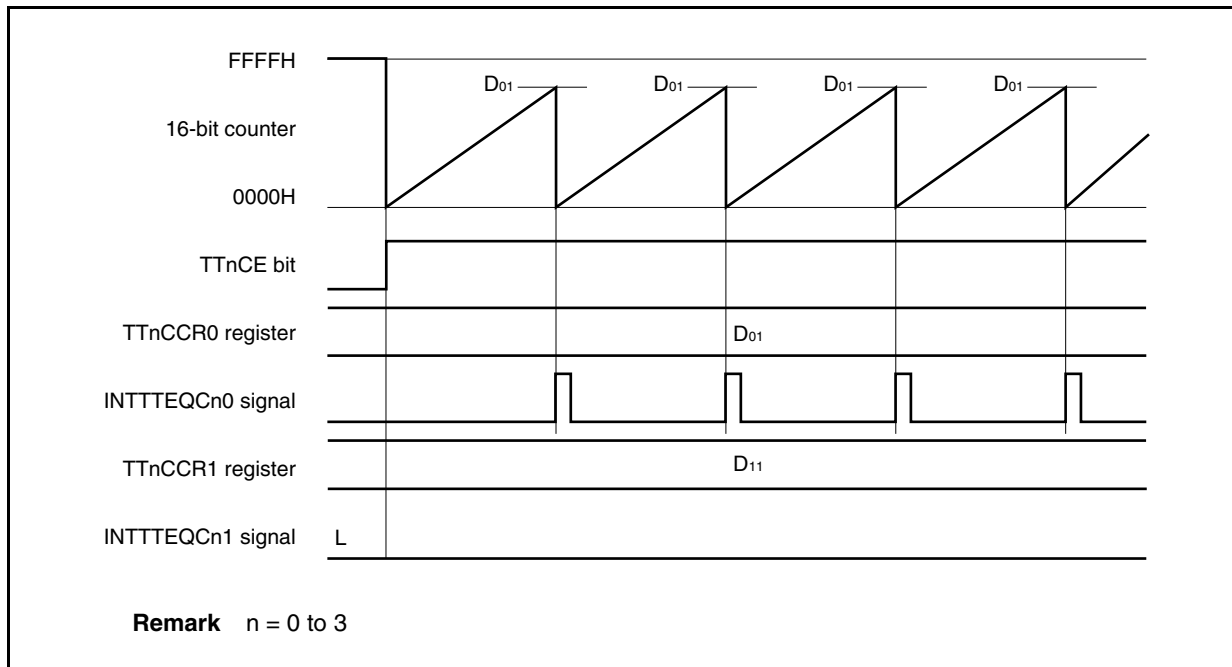 FFFFH
D01 D01 D01 D01
16-bit counter
0000H
TTnCE bit
TTnCCR0 register D01
INTTTEQCn0 signal
TTnCCR1 register D11
INTTTEQCn1 signal L
Remark n = 0 to 3